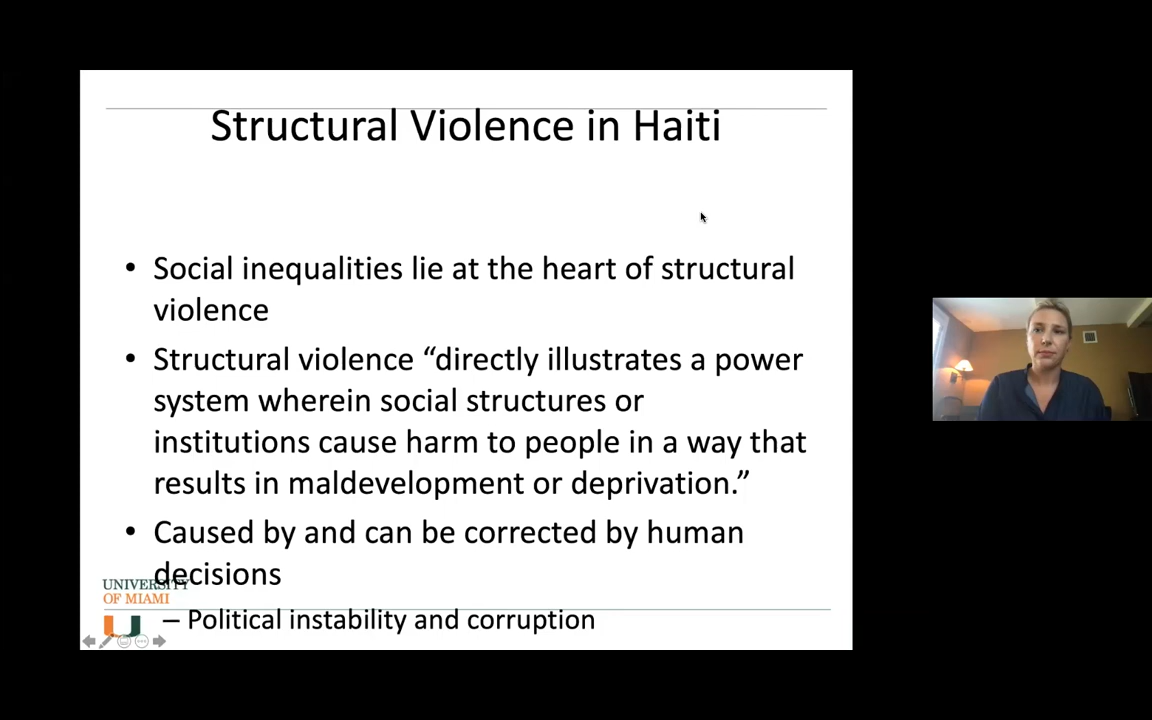 Structural Violence in Haiti
• Social inequalities lie at the heart of structural
violence
• Structural violence “directly illustrates a power
system wherein social structures or
institutions cause harm to people in a way that
results in maldevelopment or deprivation.”
• Caused by and can be corrected by human
decisions
UNIVERSITY
OF MIAMI
– Political instability and corruption